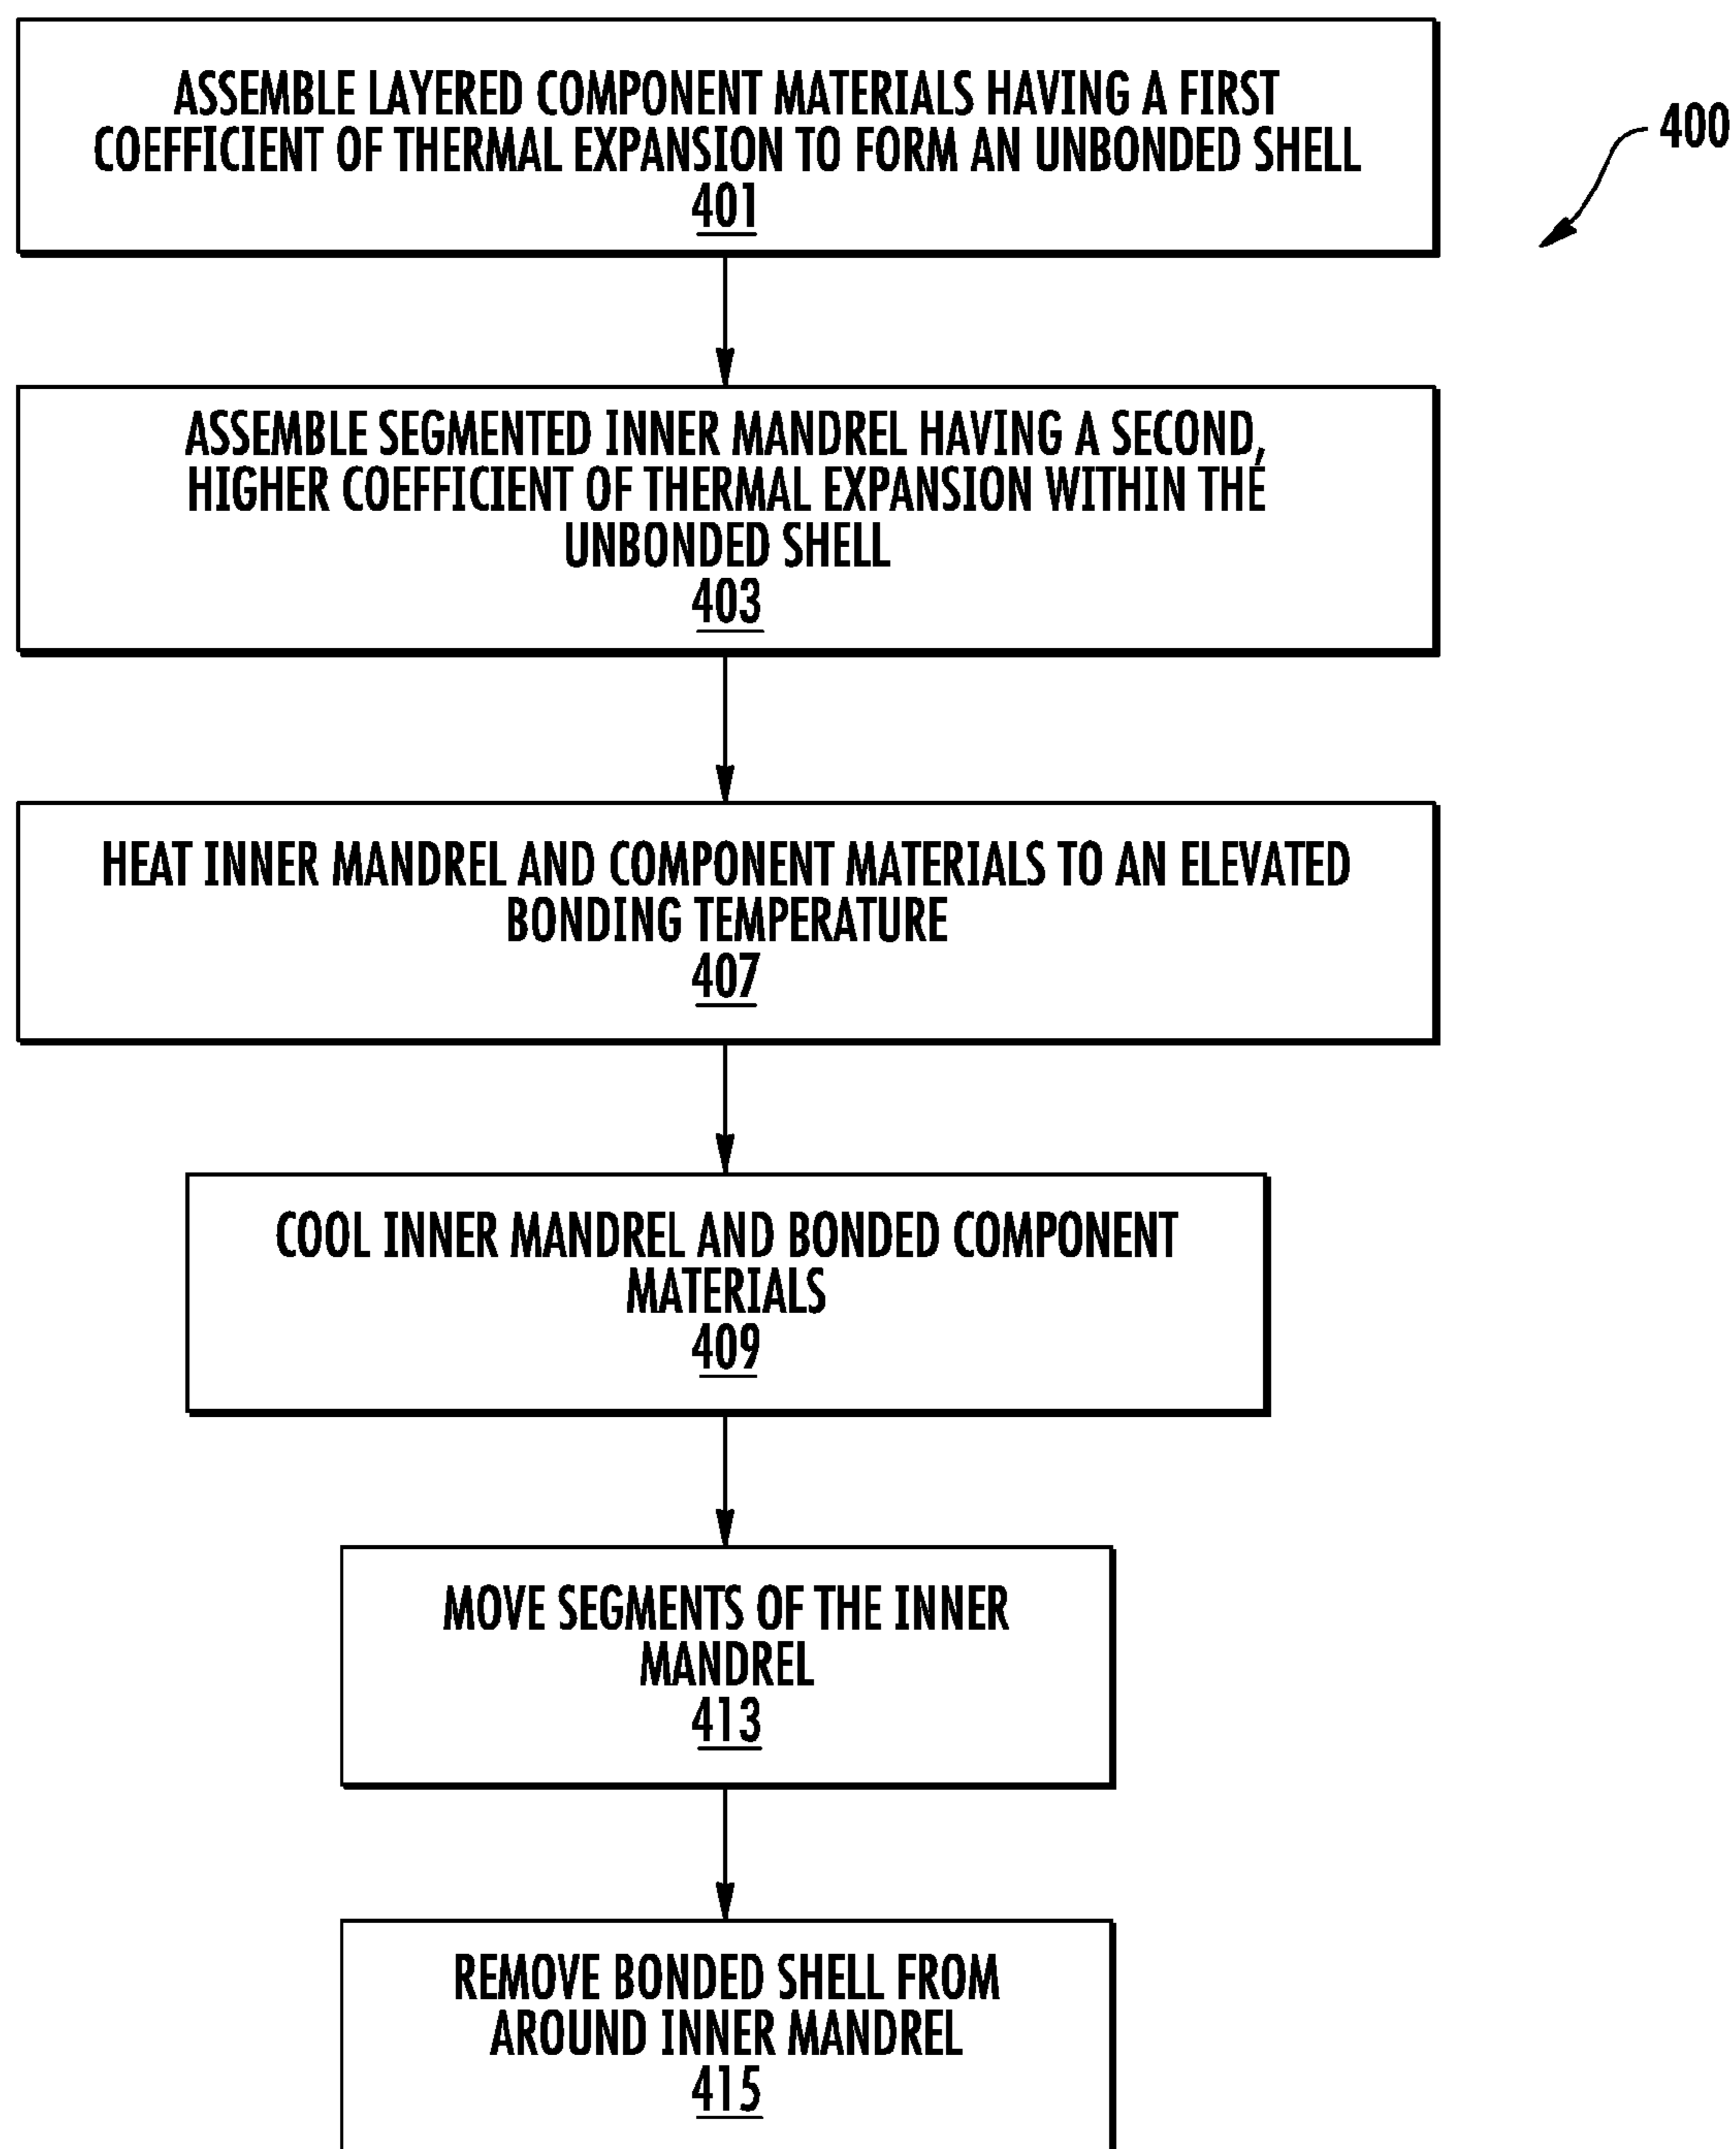 ASSEMBLE LAYERED COMPONENT MATERIALS HAVING A FIRST
COEFFICIENT OF THERMAL EXPANSION TO FORM AN UNBONDED SHELL
401
400
ASSEMBLE SEGMENTED INNER MANDREL HAVING A SECOND,
HIGHER COEFFICIENT OF THERMAL EXPANSION WITHIN THE
UNBONDED SHELL
403
HEAT INNER MANDREL AND COMPONENT MATERIALS TO AN ELEVATED
BONDING TEMPERATURE
407
COOL INNER MANDREL AND BONDED COMPONENT
MATERIALS
409
MOVE SEGMENTS OF THE INNER
MANDREL
413
REMOVE BONDED SHELL FROM
AROUND INNER MANDREL
415